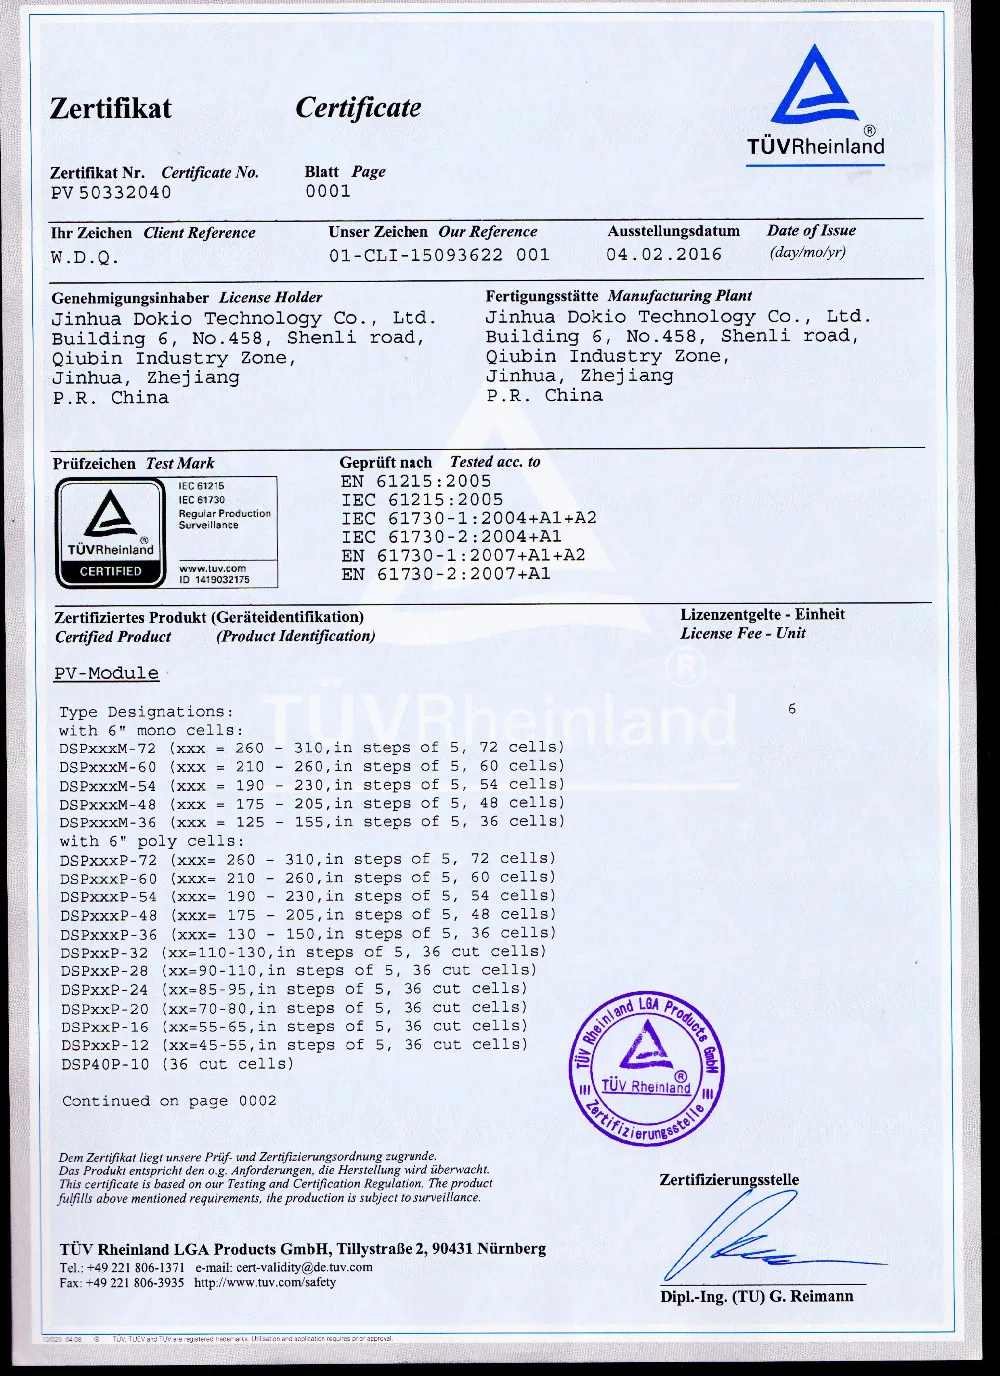 Zertifikat Certificate
TÜVRheinland ®
Zertifikat Nr. Certificate No. Blatt Page
PV 50332040 0001
Ihr Zeichen Client Reference Unser Zeichen Our Reference Ausstellungsdatum Date of Issue
W.D.Q. 01-CLI-15093622 001 04.02.2016 (day/mo/yr)
Genehmigungsinhaber License Holder Fertigungsstätte Manufacturing Plant
Jinhua Dokio Technology Co., Ltd. Jinhua Dokio Technology Co., Ltd.
Building 6, No.458, Shenli road, Building 6, No.458, Shenli road,
Qiubin Industry Zone, Qiubin Industry Zone,
Jinhua, Zhejiang Jinhua, Zhejiang
P.R. China P.R. China
Prüfzeichen Test Mark Geprüft nach Tested acc. to
TÜVRheinland ®
CERTIFIED
IEC 61215
IEC 61730
Regular Production
Surveillance
www.tuv.com
ID 1419032175
EN 61215:2005
IEC 61215:2005
IEC 61730-1:2004+A1+A2
IEC 61730-2:2004+A1
EN 61730-1:2007+A1+A2
EN 61730-2:2007+A1
Zertifiziertes Produkt (Geräteidentifikation) Lizenzentgelte - Einheit
Certified Product (Product Identification) License Fee - Unit
PV-Module
TÜVRheinland ®
Type Designations: 6
with 6" mono cells:
DSPxxxM-72 (xxx = 260 - 310,in steps of 5, 72 cells)
DSPxxxM-60 (xxx = 210 - 260,in steps of 5, 60 cells)
DSPxxxM-54 (xxx = 190 - 230,in steps of 5, 54 cells)
DSPxxxM-48 (xxx = 175 - 205,in steps of 5, 48 cells)
DSPxxxM-36 (xxx = 125 - 155,in steps of 5, 36 cells)
with 6" poly cells:
DSPxxxP-72 (xxx= 260 - 310,in steps of 5, 72 cells)
DSPxxxP-60 (xxx= 210 - 260,in steps of 5, 60 cells)
DSPxxxP-54 (xxx= 190 - 230,in steps of 5, 54 cells)
DSPxxxP-48 (xxx= 175 - 205,in steps of 5, 48 cells)
DSPxxxP-36 (xxx= 130 - 150,in steps of 5, 36 cells)
DSPxxP-32 (xx=110-130,in steps of 5, 36 cut cells)
DSPxxP-28 (xx=90-110,in steps of 5, 36 cut cells)
DSPxxP-24 (xx=85-95,in steps of 5, 36 cut cells)
DSPxxP-20 (xx=70-80,in steps of 5, 36 cut cells)
DSPxxP-16 (xx=55-65,in steps of 5, 36 cut cells)
DSPxxP-12 (xx=45-55,in steps of 5, 36 cut cells)
DSP40P-10 (36 cut cells)
Continued on page 0002
TÜV Rheinland LGA Products GmbH
TÜV Rheinland ®
Zertifizierungsstelle
Dem Zertifikat liegt unsere Prüf- und Zertifizierungsordnung zugrunde.
Das Produkt entspricht den o.g. Anforderungen, die Herstellung wird überwacht.
This certificate is based on our Testing and Certification Regulation. The product
fulfills above mentioned requirements, the production is subject to surveillance.
Zertifizierungsstelle
TÜV Rheinland LGA Products GmbH, Tillystraße 2, 90431 Nürnberg
Tel.: +49 221 806-1371 e-mail: cert-validity@de.tuv.com
Fax: +49 221 806-3935 http://www.tuv.com/safety
Dipl.-Ing. (TU) G. Reimann
04.08 ® TÜV, TUEV and TUV are registered trademarks. Utilisation and application requires prior approval.